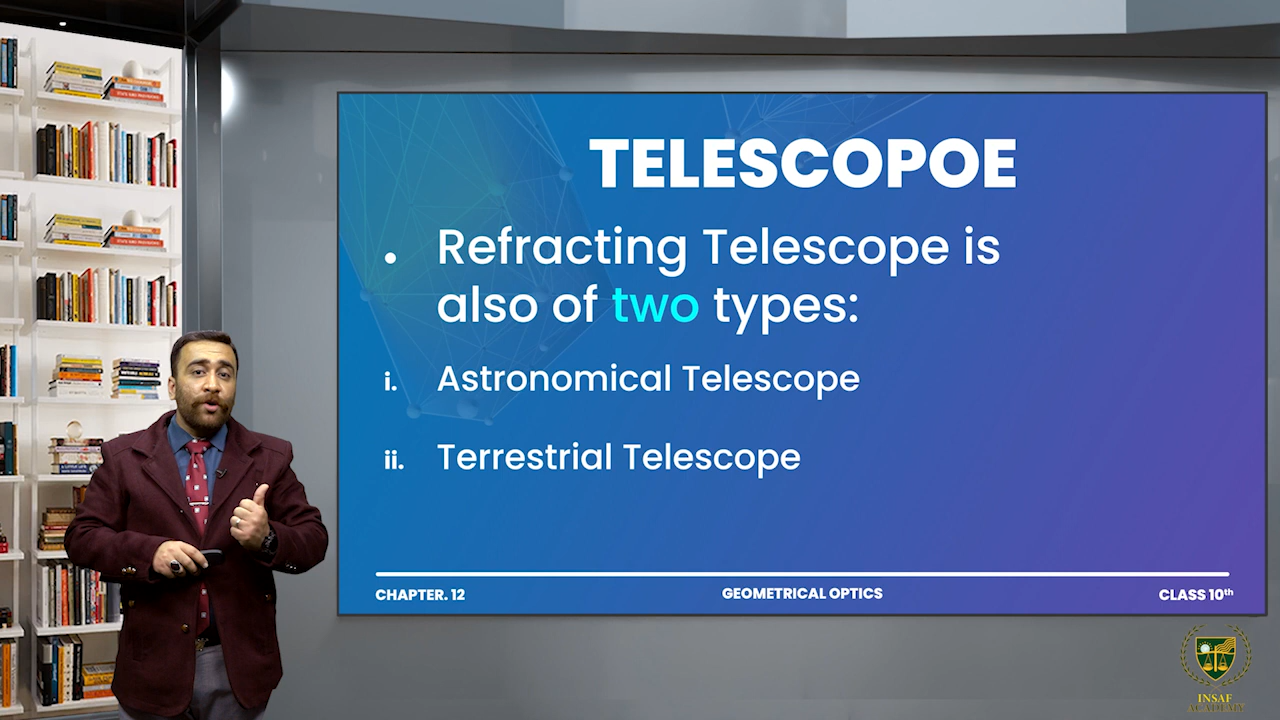 TELESCOPOE
• Refracting Telescope is
also of two types:
i. Astronomical Telescope
ii. Terrestrial Telescope
CHAPTER. 12
GEOMETRICAL OPTICS
CLASS 10th
INSAF
ACADEMY